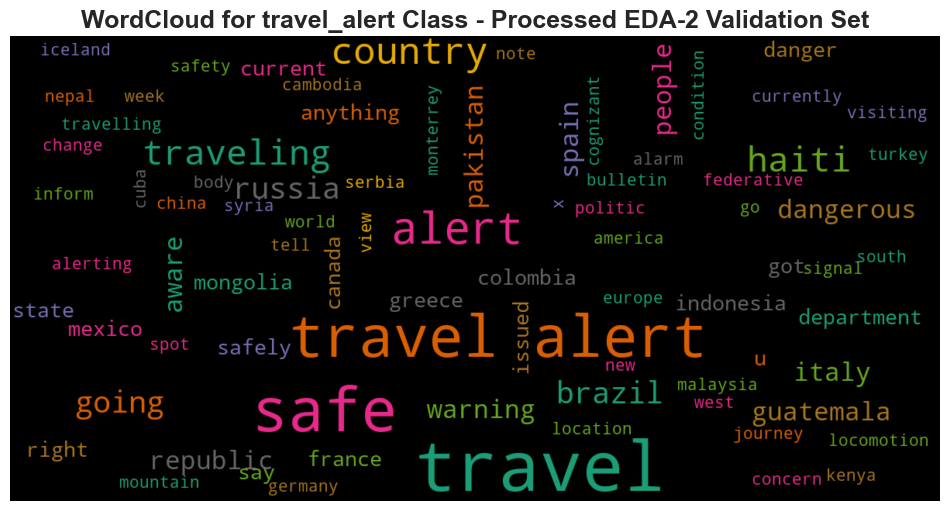 WordCloud for travel_alert Class - Processed EDA-2 Validation Set
iceland
safety
current
country
note
people
danger
nepal
week
cambodia
anything
monterrey
pakistan
spain
cognizant
condition
currently
visiting
travelling
change
traveling
alarm
haiti
turkey
inform
cuba
body
russia
serbia
bulletin
federative
china
syria
world
view
alert
x
politic
go
dangerous
america
tell
alerting
aware
mongolia
canada
colombia
got
signal
south
state
greece
issued
europe
indonesia
department
mexico
spot
safely
travel alert
new
u
italy
going
safe
warning
brazil
malaysia
west
guatemala
location
journey
locomotion
right
republic
say
france
travel
mountain
germany
concern
kenya